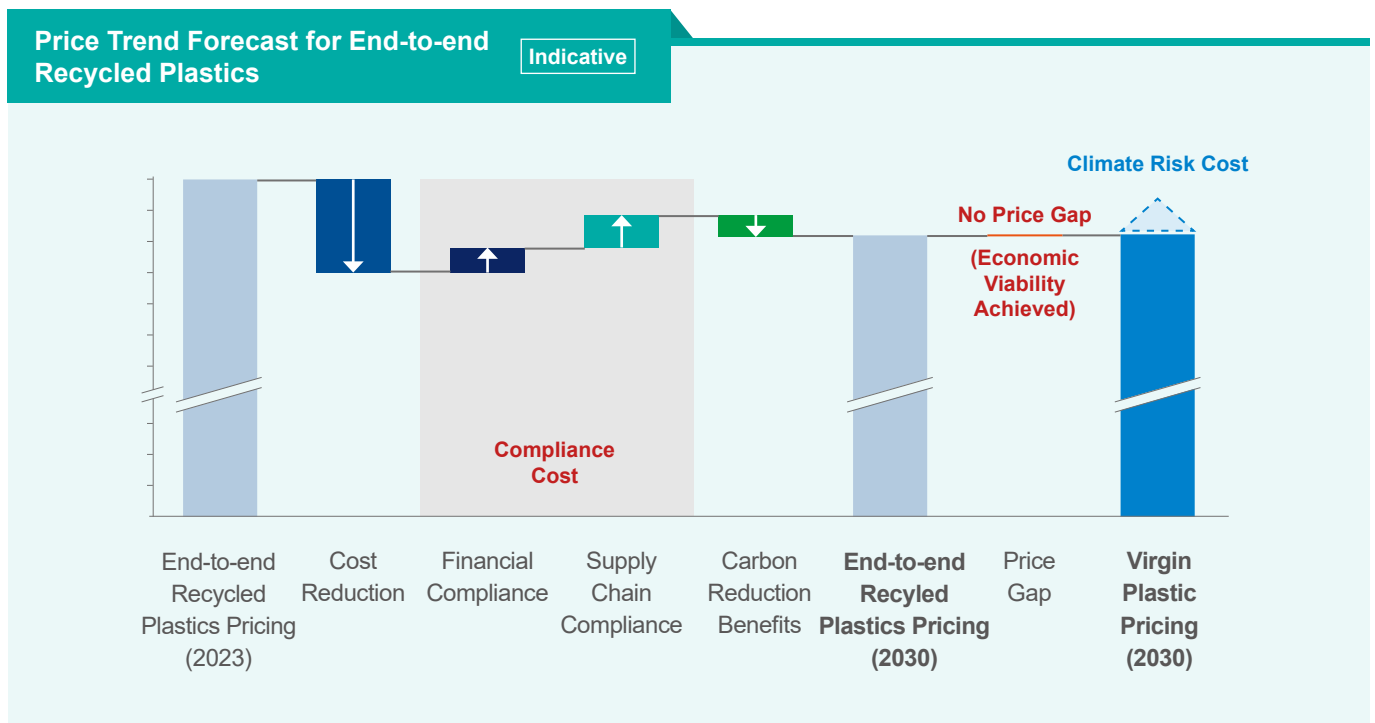 Price Trend Forecast for End-to-end
Recycled Plastics
Indicative
Climate Risk Cost
No Price Gap
(Economic
Viability
Achieved)
Compliance
Cost
End-to-end
Recycled
Plastics Pricing
(2023)
Cost
Reduction
Financial
Compliance
Supply
Chain
Compliance
Carbon
Reduction
Benefits
End-to-end
Recyled
Plastics Pricing
(2030)
Price
Gap
Virgin
Plastic
Pricing
(2030)